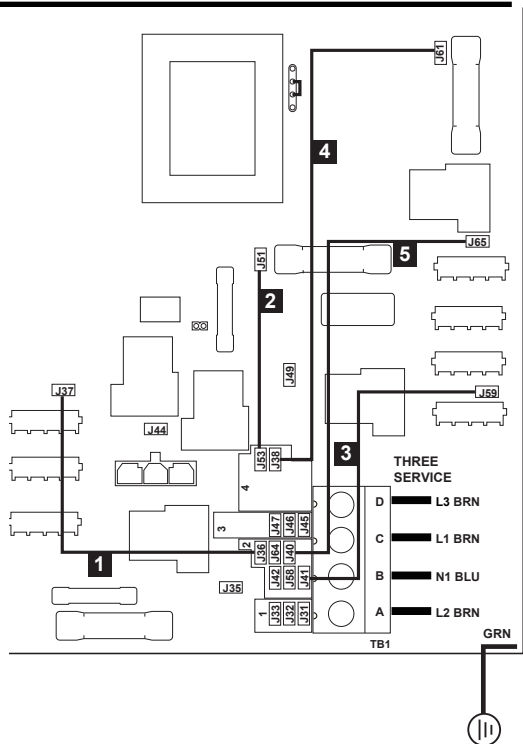 J61
4
J65
5
J51
2
J49
J37
J59
J44
J53
J38
3
THREE
SERVICE
4
D
L3 BRN
3
J47
J46
J45
C
L1 BRN
2
J36
J64
J40
1
J42
J58
J41
B
N1 BLU
J35
1
J33
J32
J31
A
L2 BRN
TB1
GRN